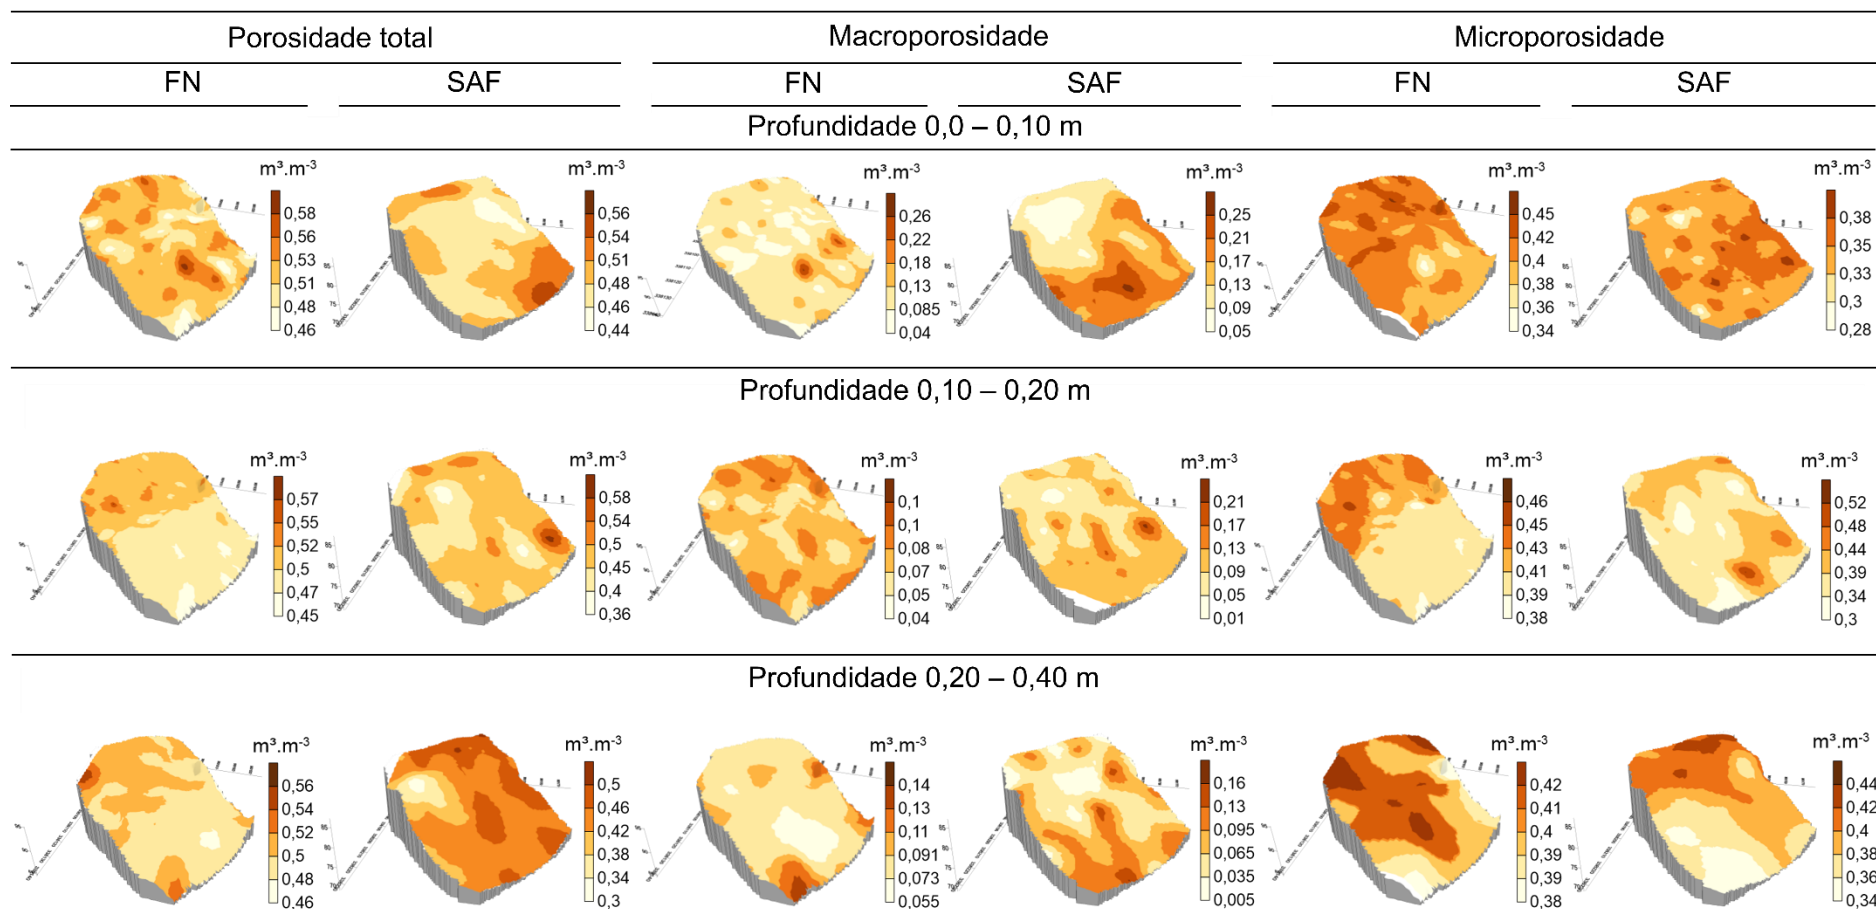 Porosidade total Macroporosidade Microporosidade
FN SAF FN SAF FN SAF
Profundidade 0,0 – 0,10 m
m³.m⁻³ m³.m⁻³ m³.m⁻³ m³.m⁻³ m³.m⁻³ m³.m⁻³
0,58 0,56 0,26 0,25 0,45 0,38
0,56 0,54 0,22 0,21 0,42 0,35
0,53 0,51 0,18 0,17 0,4 0,33
0,51 0,48 0,13 0,13 0,38 0,3
0,48 0,46 0,085 0,09 0,36 0,28
0,46 0,44 0,04 0,05 0,34
Profundidade 0,10 – 0,20 m
m³.m⁻³ m³.m⁻³ m³.m⁻³ m³.m⁻³ m³.m⁻³ m³.m⁻³
0,57 0,58 0,1 0,21 0,46 0,52
0,55 0,54 0,1 0,17 0,45 0,48
0,52 0,5 0,08 0,13 0,43 0,44
0,5 0,45 0,07 0,09 0,41 0,39
0,47 0,40 0,05 0,05 0,39 0,34
0,45 0,36 0,04 0,01 0,38 0,3
Profundidade 0,20 – 0,40 m
m³.m⁻³ m³.m⁻³ m³.m⁻³ m³.m⁻³ m³.m⁻³ m³.m⁻³
0,56 0,5 0,14 0,16 0,42 0,44
0,54 0,46 0,13 0,13 0,41 0,42
0,52 0,42 0,11 0,095 0,4 0,4
0,5 0,38 0,091 0,065 0,39 0,38
0,48 0,34 0,073 0,035 0,39 0,36
0,46 0,3 0,055 0,005 0,38 0,34